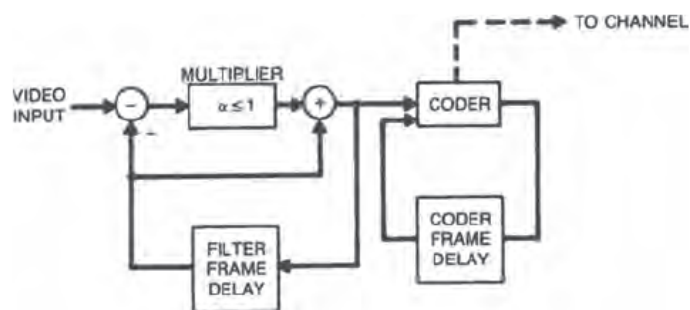 TO CHANNEL
MULTIPLIER
VIDEO
INPUT
−
α ≤ 1
+
CODER
−
FILTER
FRAME
DELAY
CODER
FRAME
DELAY